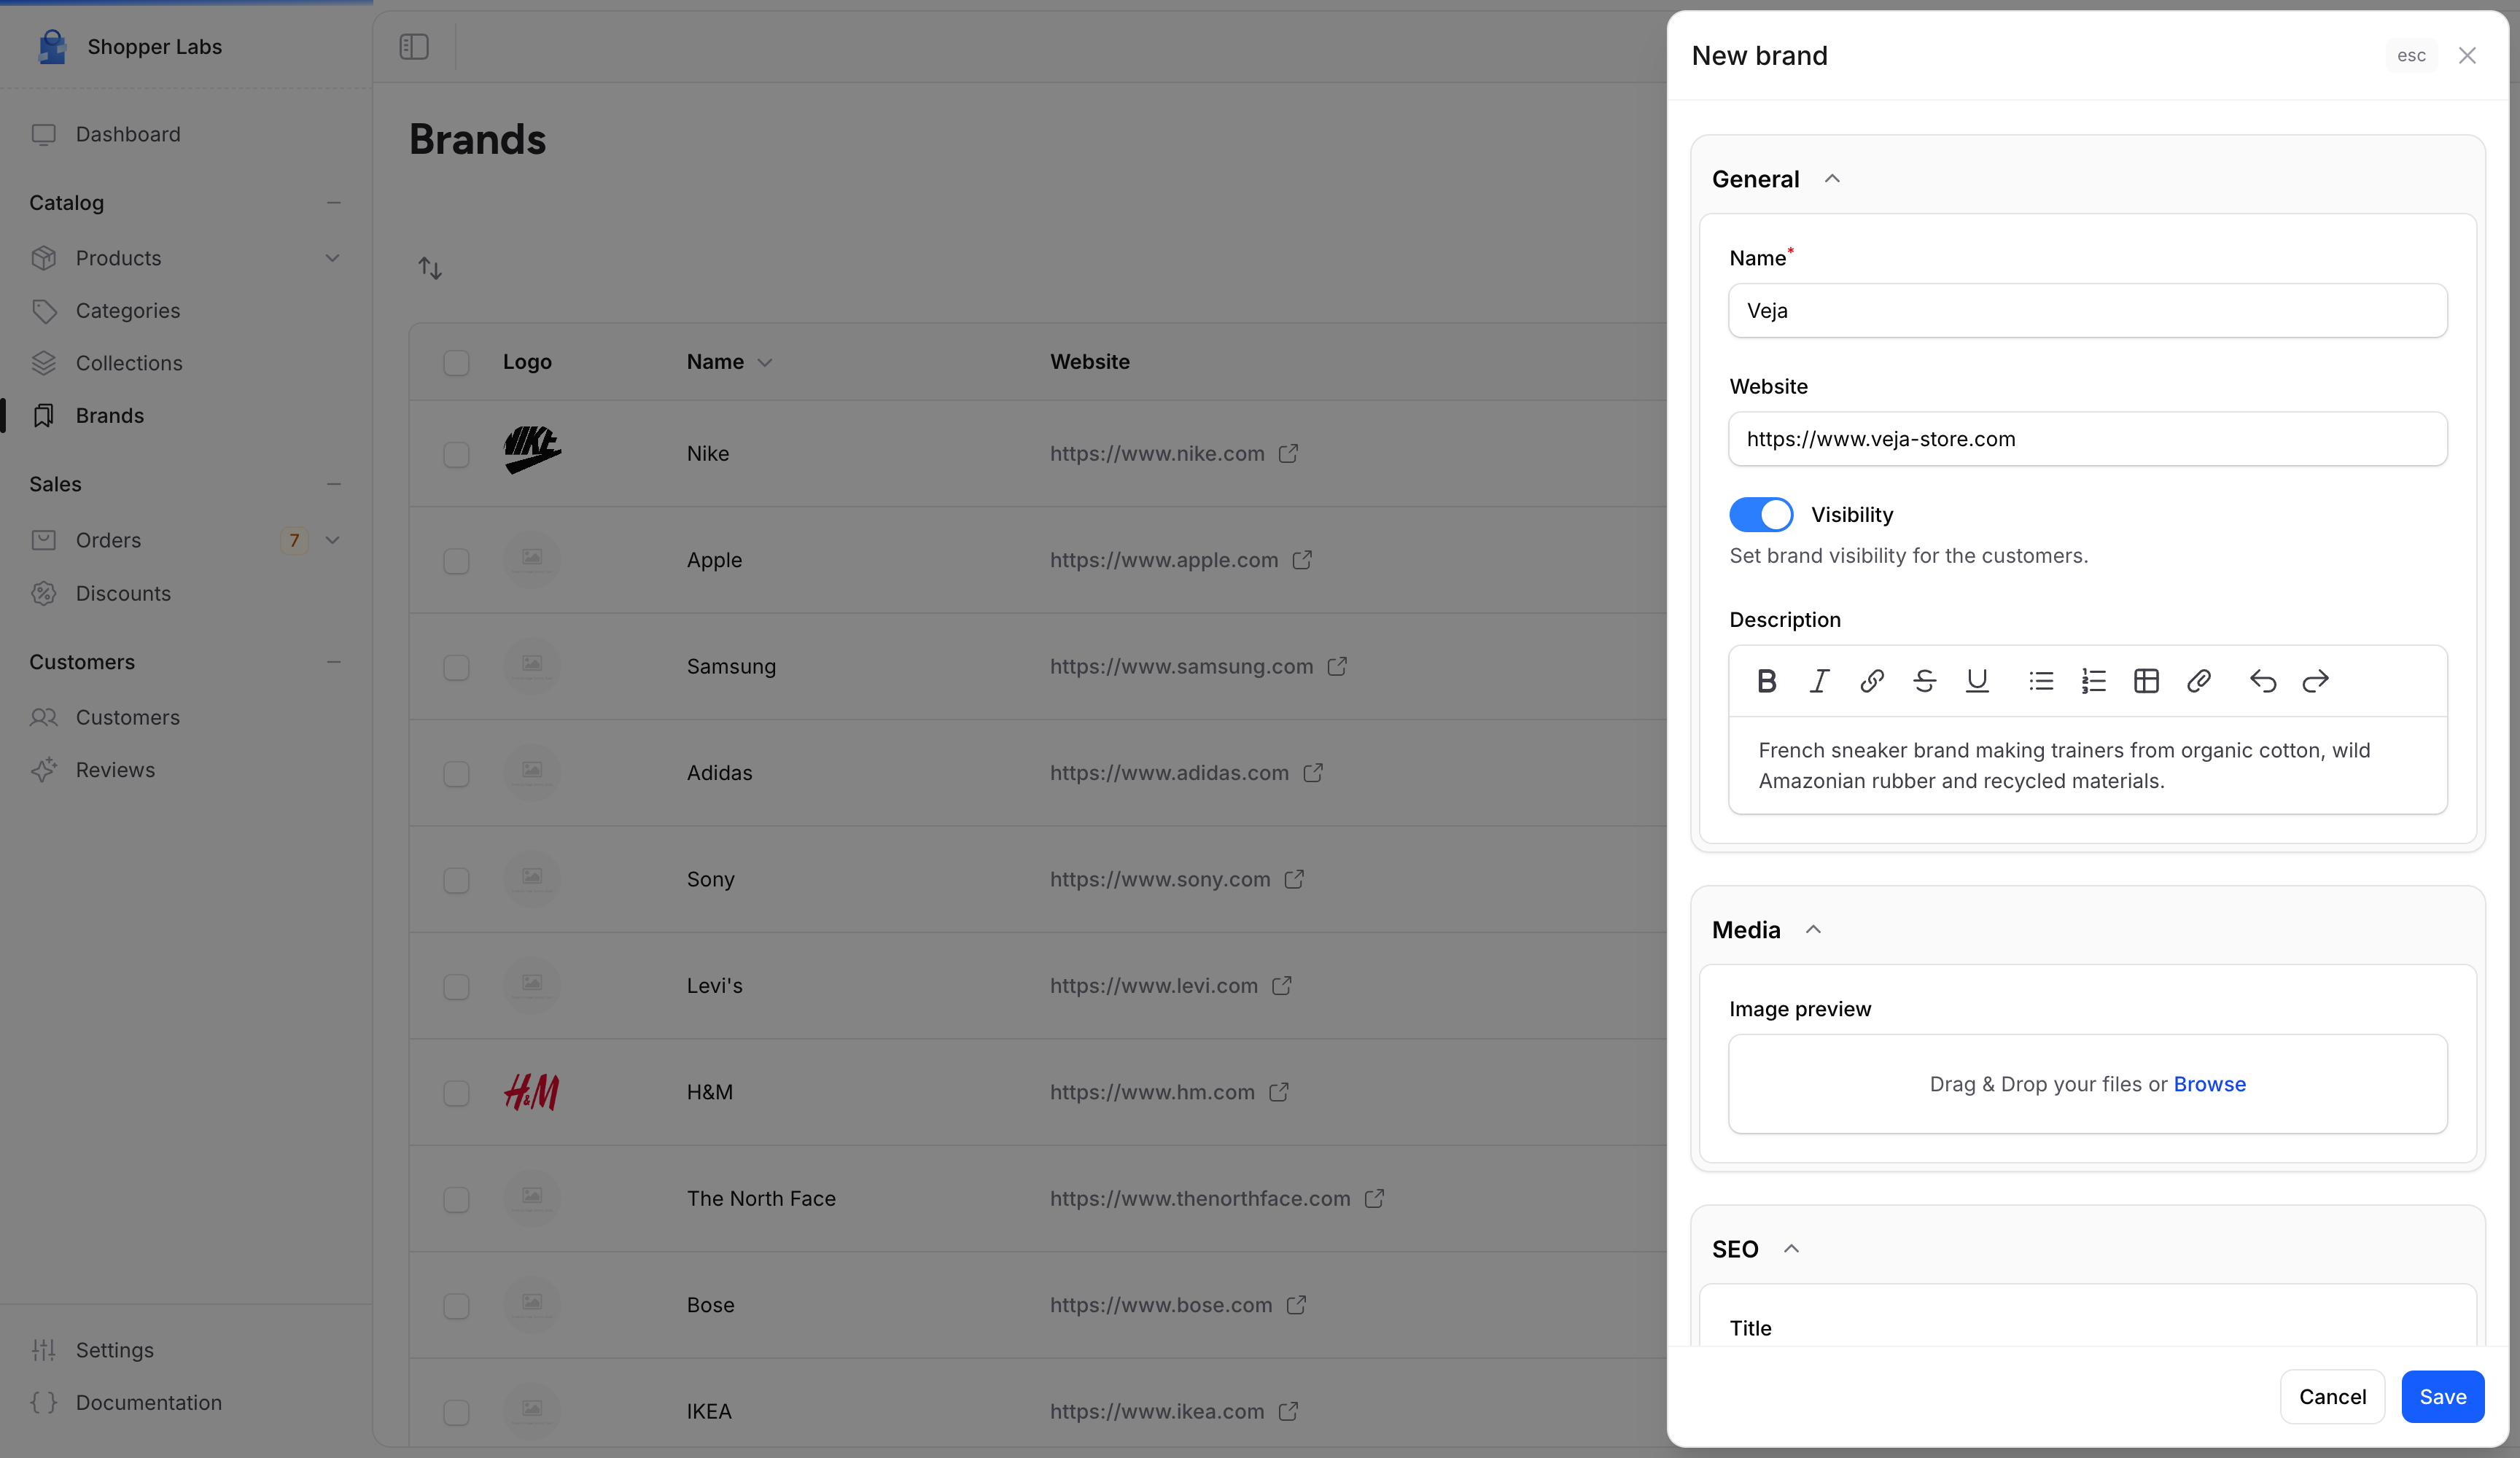 Shopper Labs
Dashboard
Catalog
Products
Categories
Collections
Brands
Sales
Orders 7
Discounts
Customers
Customers
Reviews
Settings
Documentation
Brands
Logo Name Website
NIKE Nike https://www.nike.com
Apple https://www.apple.com
Samsung https://www.samsung.com
Adidas https://www.adidas.com
Sony https://www.sony.com
Levi's https://www.levi.com
H&M H&M https://www.hm.com
The North Face https://www.thenorthface.com
Bose https://www.bose.com
IKEA https://www.ikea.com
New brand esc
General
Name*
Veja
Website
https://www.veja-store.com
Visibility
Set brand visibility for the customers.
Description
French sneaker brand making trainers from organic cotton, wild
Amazonian rubber and recycled materials.
Media
Image preview
Drag & Drop your files or Browse
SEO
Title
Cancel Save